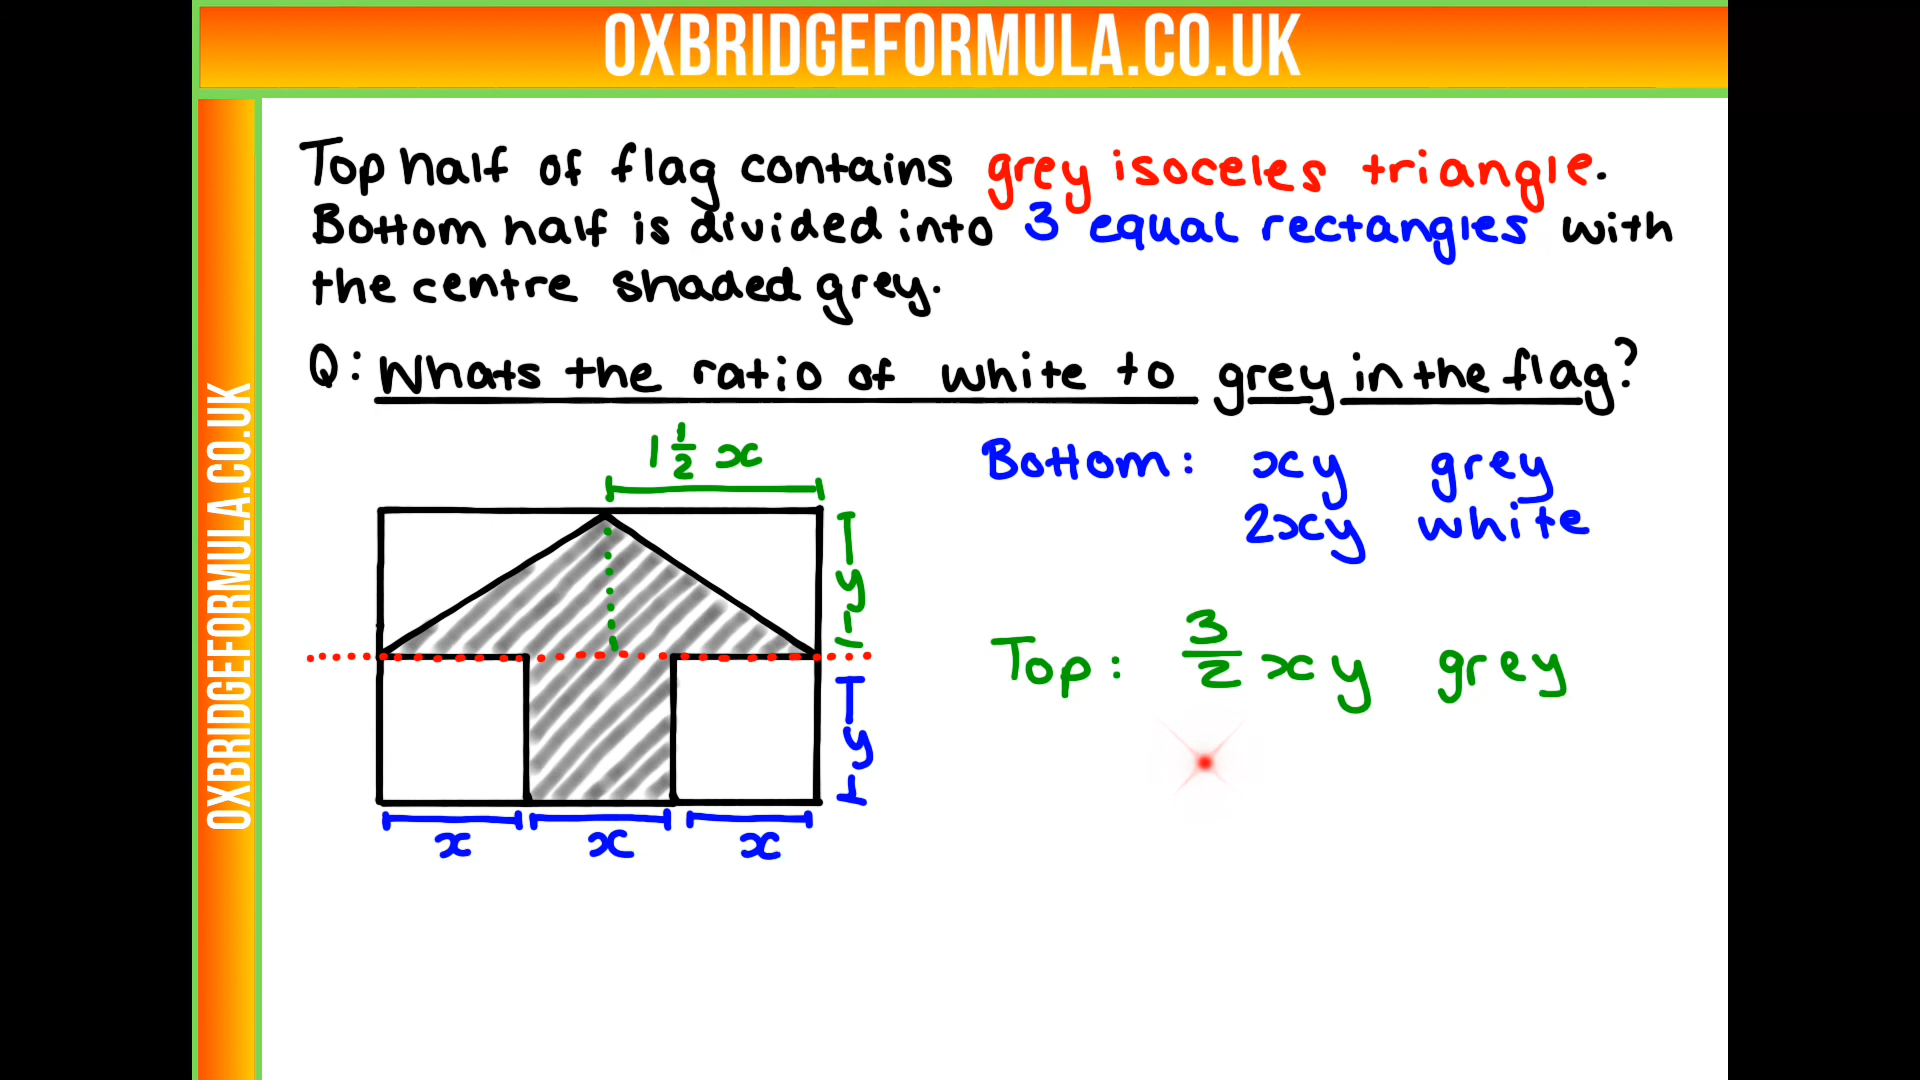 OXBRIDGEFORMULA.CO.UK
OXBRIDGEFORMULA.CO.UK
Top half of flag contains grey isoceles triangle.
Bottom half is divided into 3 equal rectangles with
the centre shaded grey.
Q: Whats the ratio of white to grey in the flag?
1 1/2 x
y
y
x x x
Bottom: xy grey
2xy white
Top: 3/2 xy grey